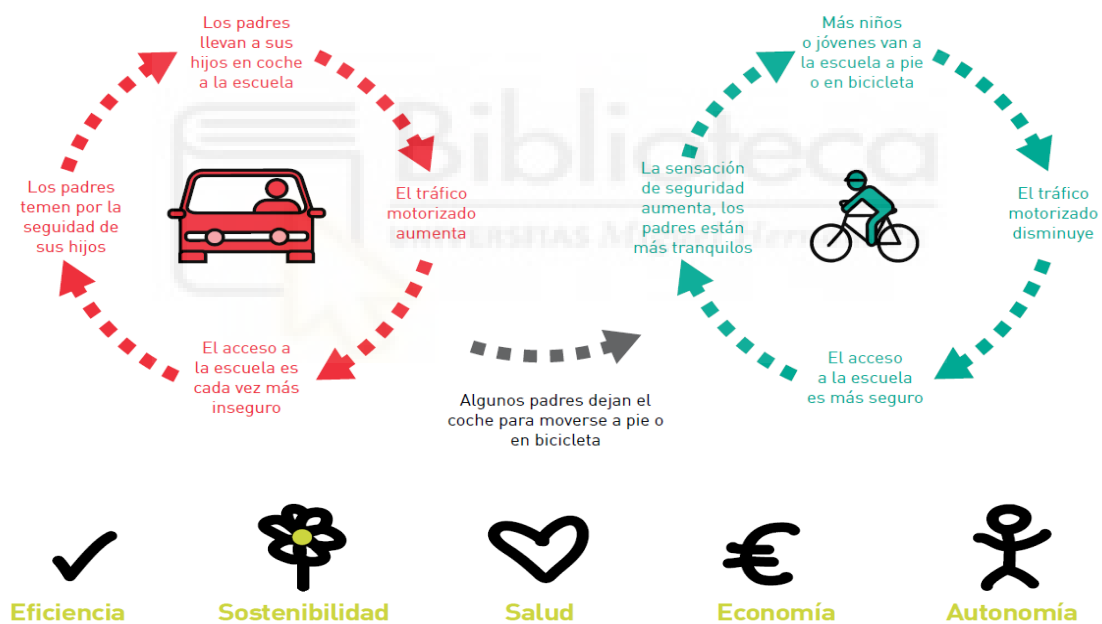 Los padres
llevan a sus
hijos en coche
a la escuela
El tráfico
motorizado
aumenta
El acceso a
la escuela es
cada vez más
inseguro
Los padres
temen por la
seguidad de
sus hijos
Algunos padres dejan el
coche para moverse a pie o
en bicicleta
Más niños
o jóvenes van a
la escuela a pie
o en bicicleta
El tráfico
motorizado
disminuye
El acceso
a la escuela
es más seguro
La sensación
de seguridad
aumenta, los
padres están
más tranquilos
Biblioteca
UNIVERSITAS
Eficiencia
Sostenibilidad
Salud
Economía
Autonomía